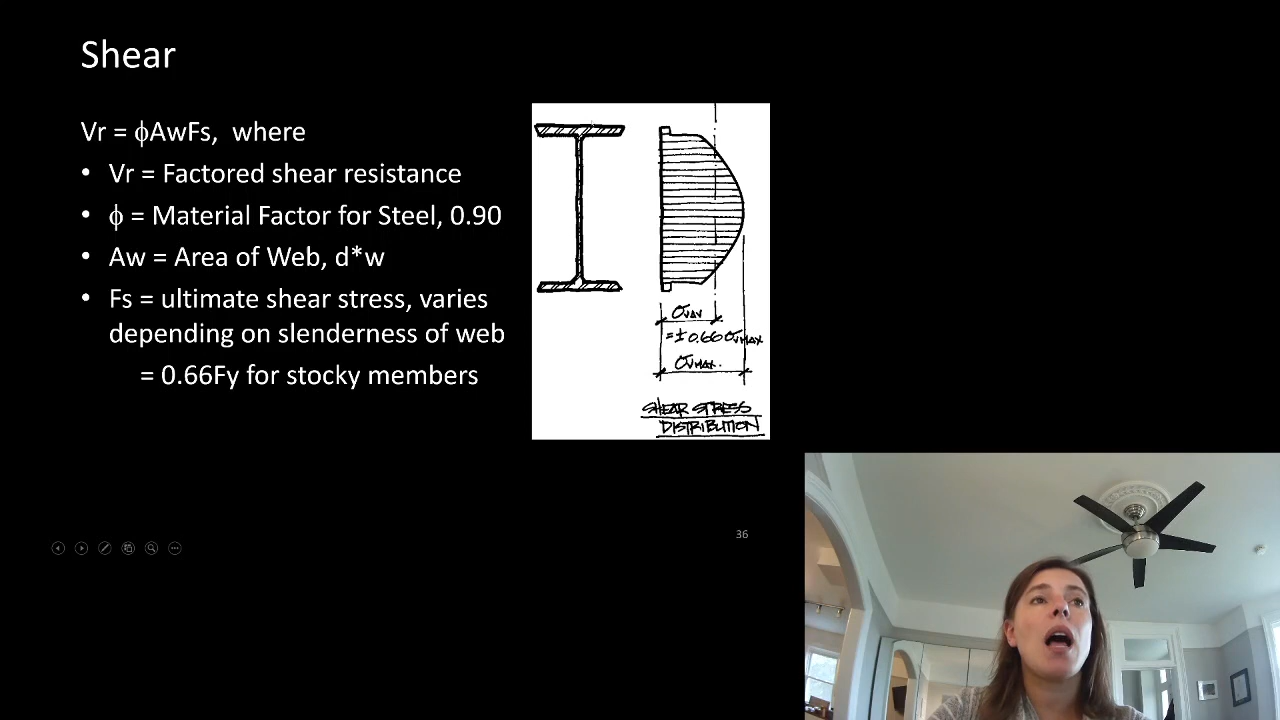 Shear
Vr = ϕAwFs, where
• Vr = Factored shear resistance
• ϕ = Material Factor for Steel, 0.90
• Aw = Area of Web, d*w
• Fs = ultimate shear stress, varies
depending on slenderness of web
= 0.66Fy for stocky members
σVAV
=± 0.66 σVMAX
σVMAX.
SHEAR STRESS
DISTRIBUTION
36